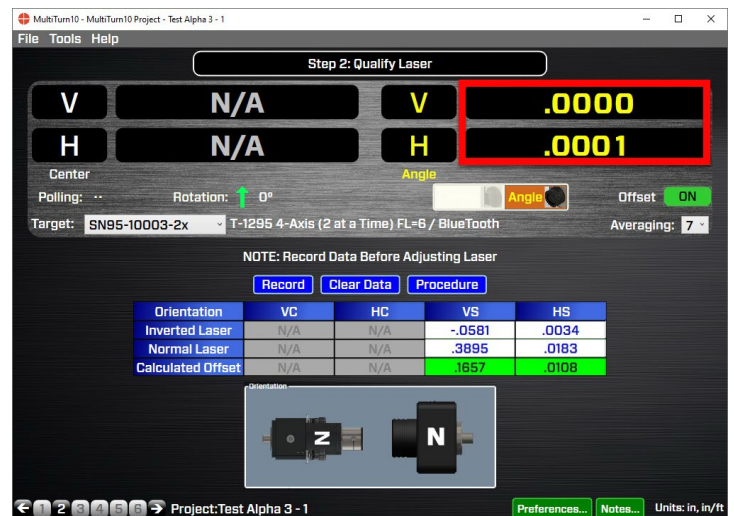 MultiTurn10 - MultiTurn10 Project - Test Alpha 3 - 1
File Tools Help
Step 2: Qualify Laser
V N/A V .0000
H N/A H .0001
Center Angle
Polling: -- Rotation: 0° Angle Offset ON
Target: SN95-10003-2x T-1295 4-Axis (2 at a Time) FL=6 / BlueTooth Averaging: 7
NOTE: Record Data Before Adjusting Laser
Record Clear Data Procedure
Orientation VC HC VS HS
Inverted Laser N/A N/A -.0581 .0034
Normal Laser N/A N/A .3895 .0183
Calculated Offset N/A N/A .1657 .0108
Orientation
N N
1 2 3 4 5 6 Project:Test Alpha 3 - 1 Preferences... Notes... Units: in, in/ft